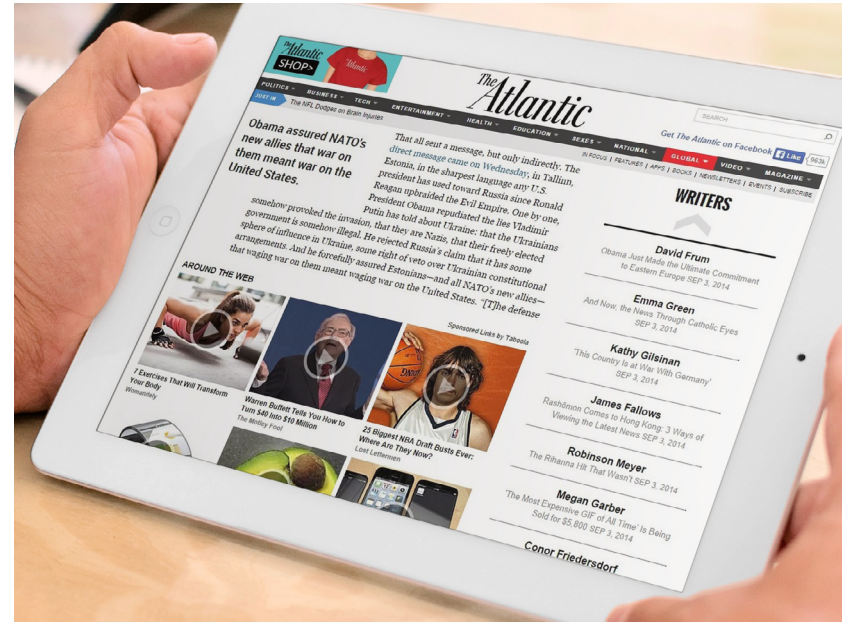 The Atlantic
SHOP>
Atlantic
The Atlantic
SEARCH
POLITICS BUSINESS TECH ENTERTAINMENT HEALTH EDUCATION SEXES NATIONAL GLOBAL VIDEO MAGAZINE
JUST IN The NFL Dodges on Brain Injuries
Get The Atlantic on Facebook Like 963k
IN FOCUS | FEATURES | APPS | BOOKS | NEWSLETTERS | EVENTS | SUBSCRIBE
Obama assured NATO's
new allies that war on
them meant war on the
United States.
That all sent a message, but only indirectly. The
direct message came on Wednesday, in Tallinn,
Estonia, in the sharpest language any U.S.
president has used toward Russia since Ronald
Reagan upbraided the Evil Empire. One by one,
President Obama repudiated the lies Vladimir
Putin has told about Ukraine: that the Ukrainians
somehow provoked the invasion, that they are Nazis, that their freely elected
government is somehow illegal. He rejected Russia's claim that it has some
sphere of influence in Ukraine, some right of veto over Ukrainian constitutional
arrangements. And he forcefully assured Estonians—and all NATO's new allies—
that waging war on them meant waging war on the United States. "[T]he defense
AROUND THE WEB
Sponsored Links by Taboola
7 Exercises That Will Transform
Your Body
Womanitely
Warren Buffett Tells You How to
Turn $40 Into $10 Million
The Motley Fool
25 Biggest NBA Draft Busts Ever:
Where Are They Now?
Lost Lettermen
WRITERS
David Frum
Obama Just Made the Ultimate Commitment
to Eastern Europe SEP 3, 2014
Emma Green
And Now, the News Through Catholic Eyes
SEP 3, 2014
Kathy Gilsinan
'This Country Is at War With Germany'
SEP 3, 2014
James Fallows
Rashōmon Comes to Hong Kong: 3 Ways of
Viewing the Latest News SEP 3, 2014
Robinson Meyer
The Rihanna Hit That Wasn't SEP 3, 2014
Megan Garber
'The Most Expensive GIF of All Time' Is Being
Sold for $5,800 SEP 3, 2014
Conor Friedersdorf